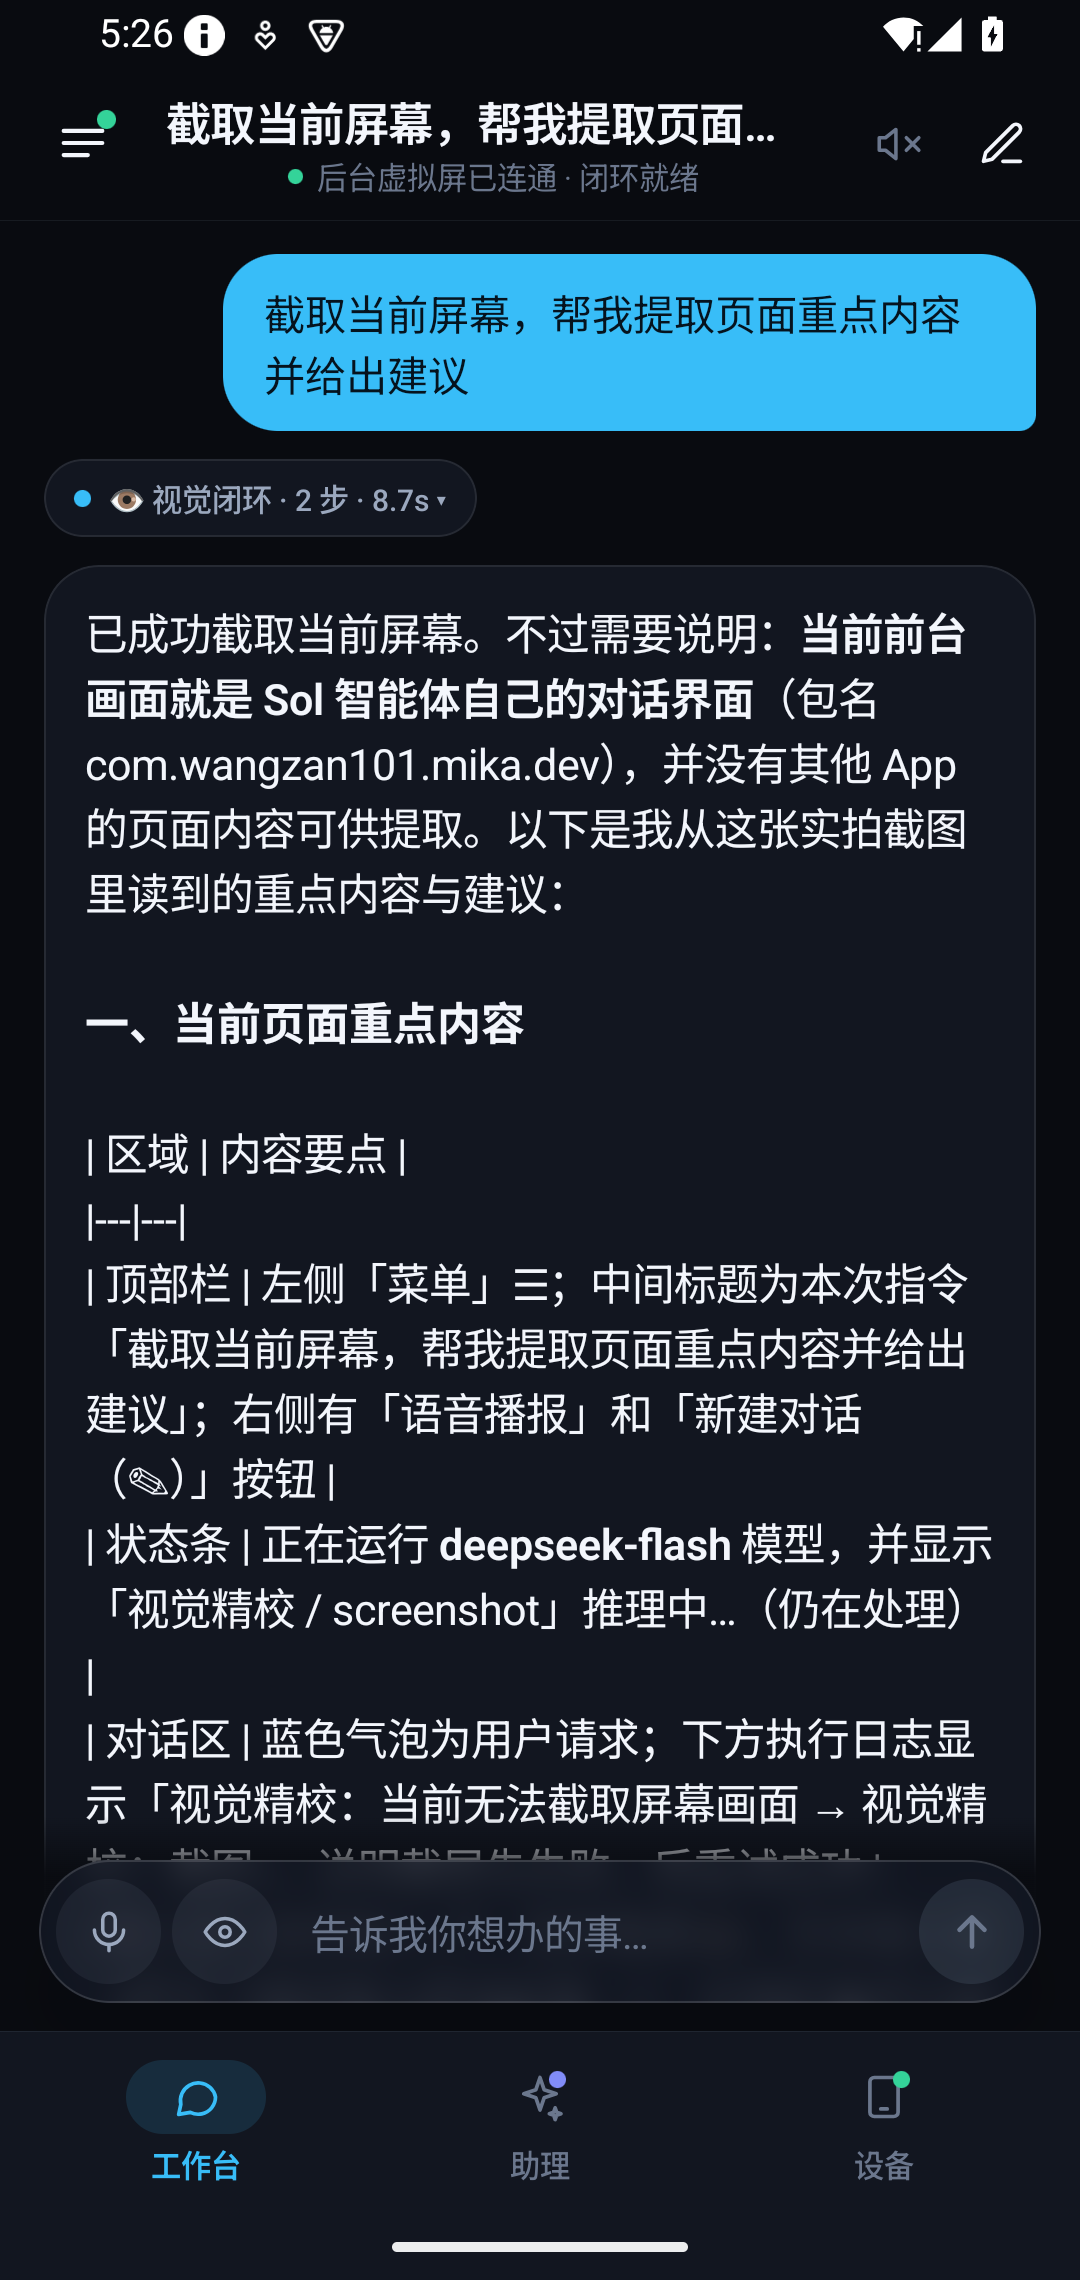 5:26
截取当前屏幕，帮我提取页面...
后台虚拟屏已连通 · 闭环就绪
截取当前屏幕，帮我提取页面重点内容
并给出建议
视觉闭环 · 2 步 · 8.7s ▾
已成功截取当前屏幕。不过需要说明：当前前台
画面就是 Sol 智能体自己的对话界面（包名
com.wangzan101.mika.dev），并没有其他 App
的页面内容可供提取。以下是我从这张实拍截图
里读到的重点内容与建议：
一、当前页面重点内容
| 区域 | 内容要点 |
|---|---|
| 顶部栏 | 左侧「菜单」☰；中间标题为本次指令
「截取当前屏幕，帮我提取页面重点内容并给出
建议」；右侧有「语音播报」和「新建对话
（✎）」按钮 |
| 状态条 | 正在运行 deepseek-flash 模型，并显示
「视觉精校 / screenshot」推理中...（仍在处理）
|
| 对话区 | 蓝色气泡为用户请求；下方执行日志显
示「视觉精校：当前无法截取屏幕画面 → 视觉精
告诉我你想办的事...
工作台
助理
设备